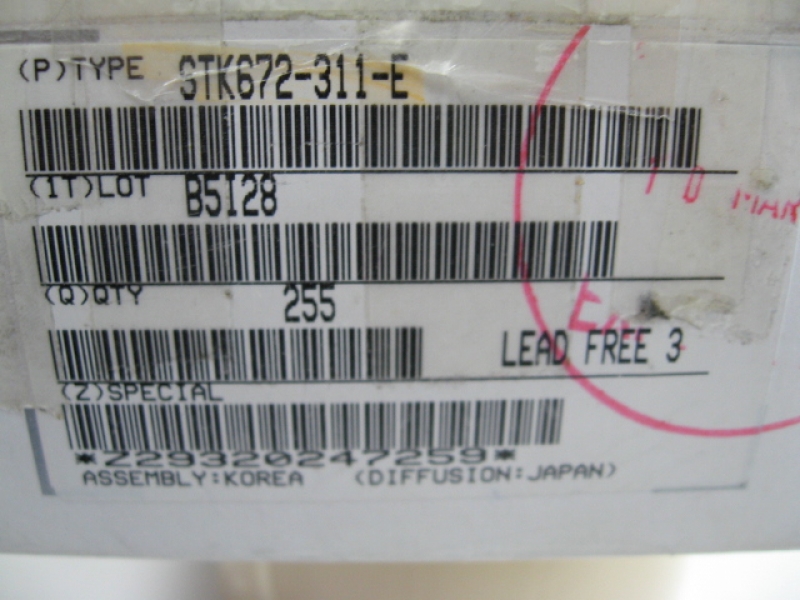 (P)TYPE STK672-311-E
(1T)LOT B5I28
(Q)QTY 255
LEAD FREE 3
(Z)SPECIAL
*Z29320247259*
ASSEMBLY:KOREA (DIFFUSION:JAPAN)